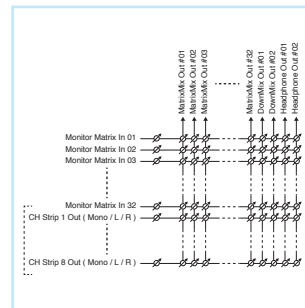 MatrixMix Out #01
MatrixMix Out #02
MatrixMix Out #03
MatrixMix Out #32
DownMix Out #01
DownMix Out #02
Headphone Out #01
Headphone Out #02
Monitor Matrix In 01
Monitor Matrix In 02
Monitor Matrix In 03
Monitor Matrix In 32
CH Strip 1 Out ( Mono / L / R )
CH Strip 8 Out ( Mono / L / R )